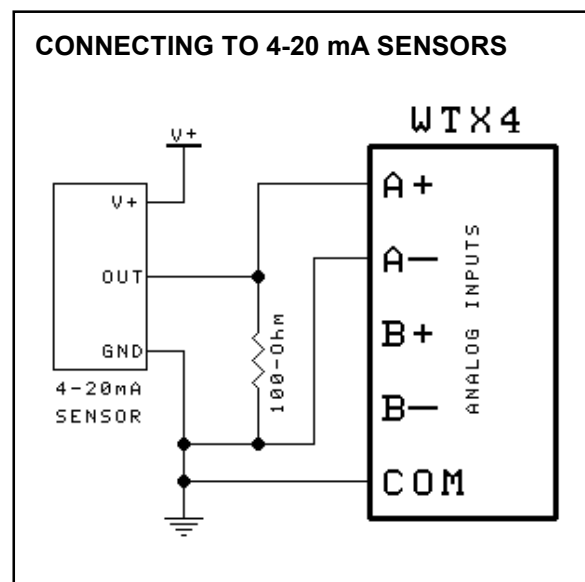 CONNECTING TO 4-20 mA SENSORS
WTX4
V+
V+
OUT
GND
4-20mA
SENSOR
100-Ohm
A+
A—
B+
B—
COM
ANALOG INPUTS